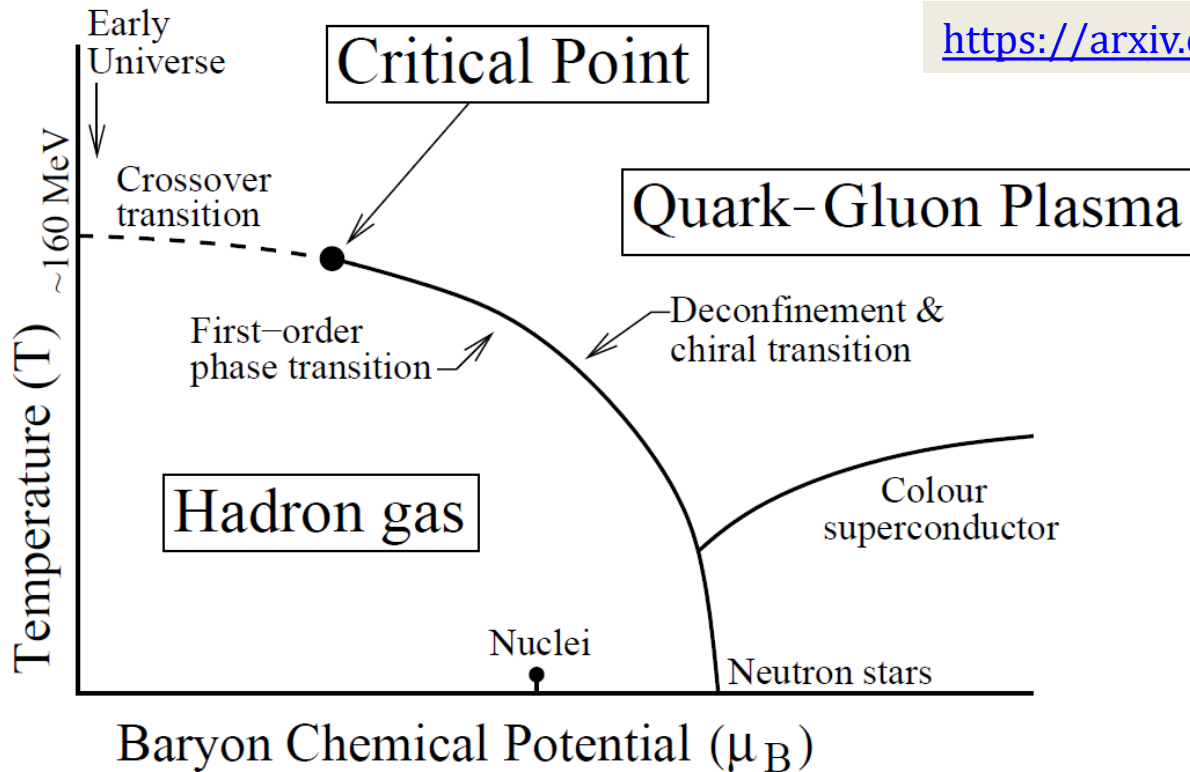 Early
Universe
Critical Point
https://arxiv.
~160 MeV
Crossover
transition
Quark-Gluon Plasma
First-order
phase transition
Deconfinement &
chiral transition
Temperature (T)
Hadron gas
Colour
superconductor
Nuclei
Neutron stars
Baryon Chemical Potential (μB)